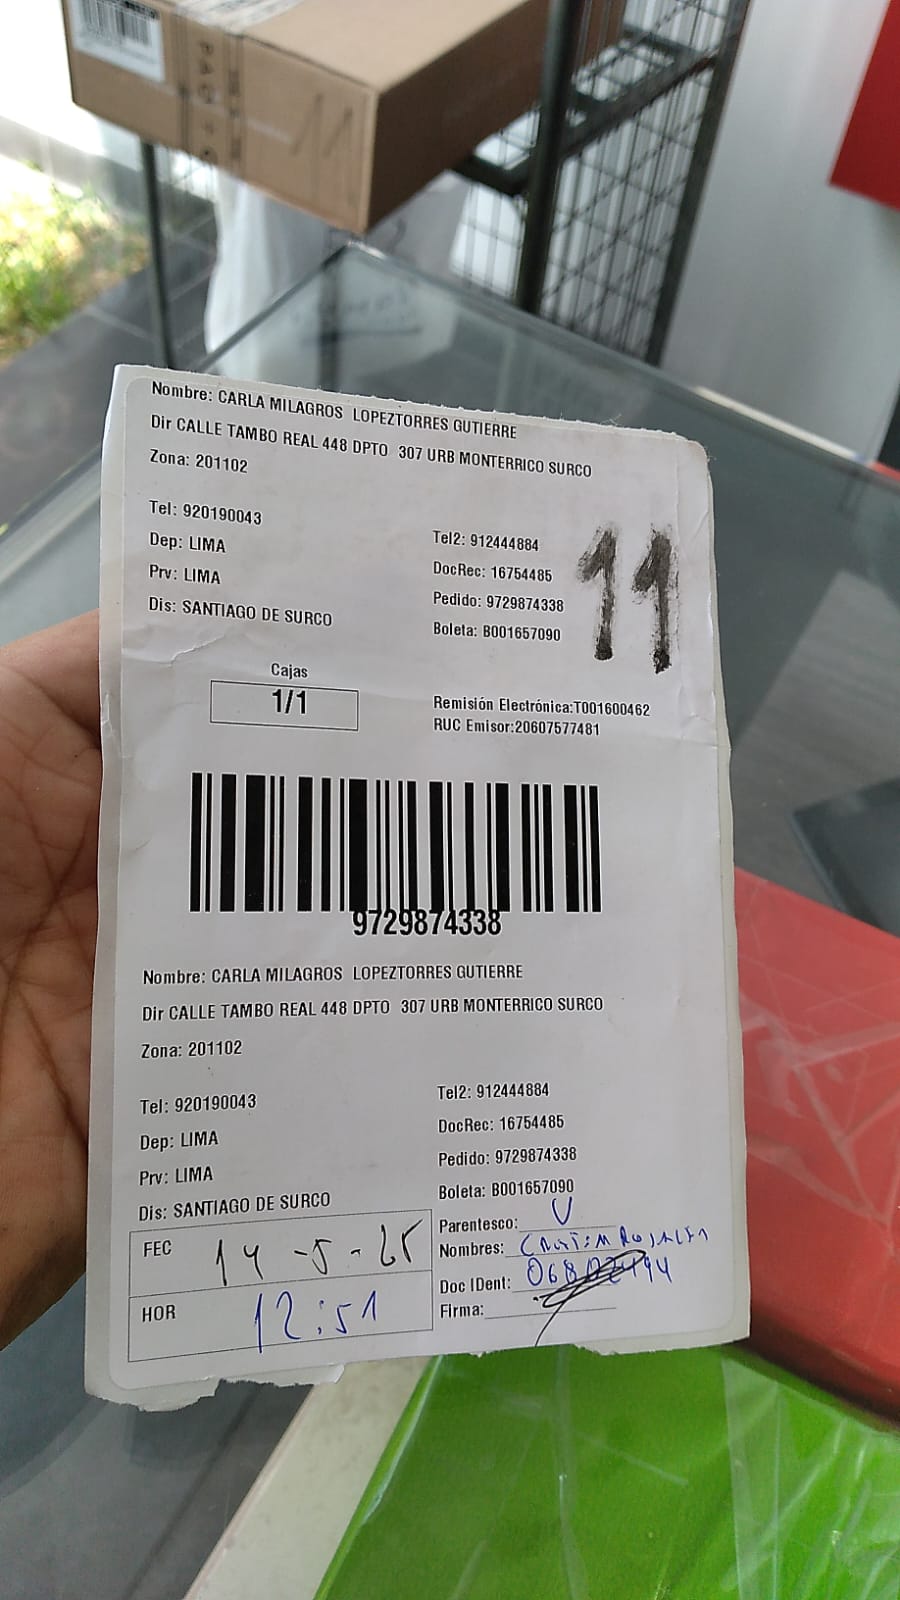 11
Nombre: CARLA MILAGROS LOPEZTORRES GUTIERRE
Dir CALLE TAMBO REAL 448 DPTO 307 URB MONTERRICO SURCO
Zona: 201102
Tel: 920190043
Tel2: 912444884
Dep: LIMA
DocRec: 16754485
Prv: LIMA
Pedido: 9729874338
Dis: SANTIAGO DE SURCO
Boleta: B001657090
11
Cajas
1/1
Remisión Electrónica:T001600462
RUC Emisor:20607577481
9729874338
Nombre: CARLA MILAGROS LOPEZTORRES GUTIERRE
Dir CALLE TAMBO REAL 448 DPTO 307 URB MONTERRICO SURCO
Zona: 201102
Tel: 920190043
Tel2: 912444884
Dep: LIMA
DocRec: 16754485
Prv: LIMA
Pedido: 9729874338
Dis: SANTIAGO DE SURCO
Boleta: B001657090
FEC 14-5-25
Parentesco: V
Nombres:
Doc IDent:
HOR 12:51
Firma: